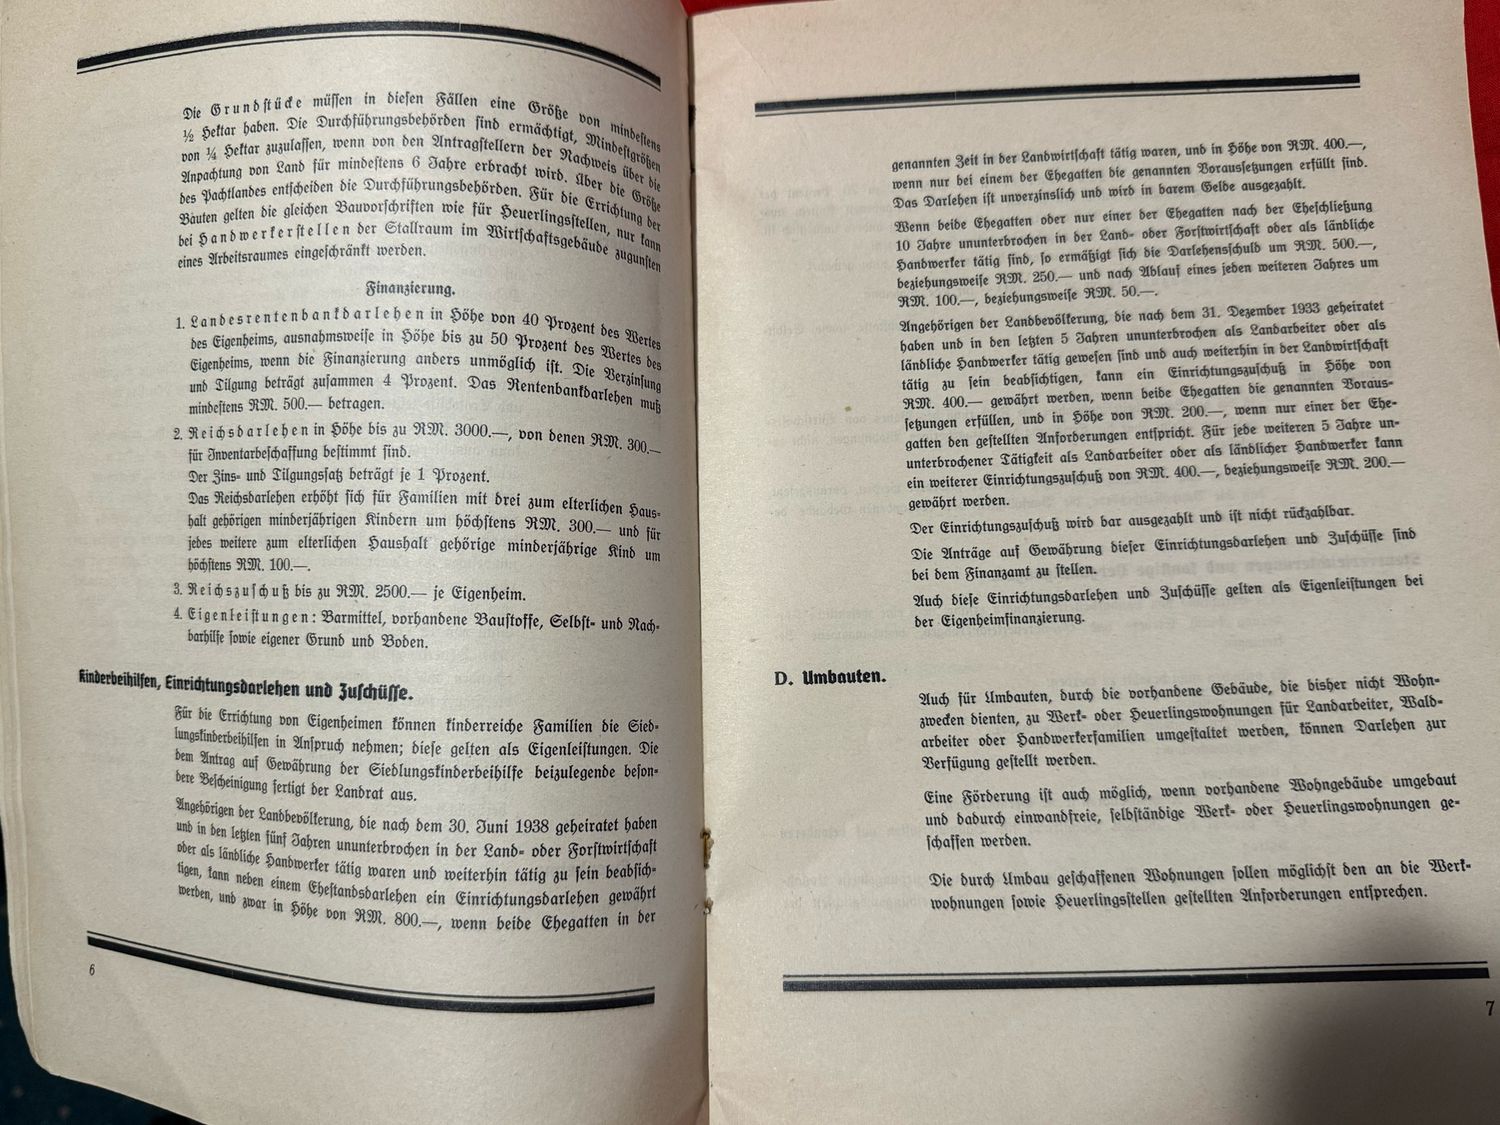 Die Grundstücke müssen in diesen Fällen eine Größe von mindestens
½ Hektar haben. Die Durchführungsbehörden sind ermächtigt, Mindestgrößen
von ¼ Hektar zuzulassen, wenn von den Antragstellern der Nachweis über die
Anpachtung von Land für mindestens 6 Jahre erbracht wird. Über die Größe
des Pachtlandes entscheiden die Durchführungsbehörden. Für die Errichtung der
Bauten gelten die gleichen Bauvorschriften wie für Heuerlingsstellen, nur kann
bei Handwerkerstellen der Stallraum im Wirtschaftsgebäude zugunsten
eines Arbeitsraumes eingeschränkt werden.
Finanzierung.
1. Landesrentenbankdarlehen in Höhe von 40 Prozent des Wertes
des Eigenheims, ausnahmsweise in Höhe bis zu 50 Prozent des Wertes des
Eigenheims, wenn die Finanzierung anders unmöglich ist. Die Verzinsung
und Tilgung beträgt zusammen 4 Prozent. Das Rentenbankdarlehen muß
mindestens RM. 500.— betragen.
2. Reichsdarlehen in Höhe bis zu RM. 3000.—, von denen RM. 300.—
für Inventarbeschaffung bestimmt sind.
Der Zins- und Tilgungssatz beträgt je 1 Prozent.
Das Reichsdarlehen erhöht sich für Familien mit drei zum elterlichen Haus-
halt gehörigen minderjährigen Kindern um höchstens RM. 300.— und für
jedes weitere zum elterlichen Haushalt gehörige minderjährige Kind um
höchstens RM. 100.—.
3. Reichszuschuß bis zu RM. 2500.— je Eigenheim.
4. Eigenleistungen: Barmittel, vorhandene Baustoffe, Selbst- und Nach-
barhilfe sowie eigener Grund und Boden.
Kinderbeihilfen, Einrichtungsdarlehen und Zuschüsse.
Für die Errichtung von Eigenheimen können kinderreiche Familien die Sied-
lungskinderbeihilfen in Anspruch nehmen; diese gelten als Eigenleistungen. Die
dem Antrag auf Gewährung der Siedlungskinderbeihilfe beizulegende beson-
dere Bescheinigung fertigt der Landrat aus.
Angehörigen der Landbevölkerung, die nach dem 30. Juni 1938 geheiratet haben
und in den letzten fünf Jahren ununterbrochen in der Land- oder Forstwirtschaft
oder als ländliche Handwerker tätig waren und weiterhin tätig zu sein beabsich-
tigen, kann neben einem Ehestandsdarlehen ein Einrichtungsdarlehen gewährt
werden, und zwar in Höhe von RM. 800.—, wenn beide Ehegatten in der
6
genannten Zeit in der Landwirtschaft tätig waren, und in Höhe von RM. 400.—,
wenn nur bei einem der Ehegatten die genannten Voraussetzungen erfüllt sind.
Das Darlehen ist unverzinslich und wird in barem Gelde ausgezahlt.
Wenn beide Ehegatten oder nur einer der Ehegatten nach der Eheschließung
10 Jahre ununterbrochen in der Land- oder Forstwirtschaft oder als ländliche
Handwerker tätig sind, so ermäßigt sich die Darlehensschuld um RM. 500.—,
beziehungsweise RM. 250.— und nach Ablauf eines jeden weiteren Jahres um
RM. 100.—, beziehungsweise RM. 50.—.
Angehörigen der Landbevölkerung, die nach dem 31. Dezember 1933 geheiratet
haben und in den letzten 5 Jahren ununterbrochen als Landarbeiter oder als
ländliche Handwerker tätig gewesen sind und auch weiterhin in der Landwirtschaft
tätig zu sein beabsichtigen, kann ein Einrichtungszuschuß in Höhe von
RM. 400.— gewährt werden, wenn beide Ehegatten die genannten Voraus-
setzungen erfüllen, und in Höhe von RM. 200.—, wenn nur einer der Ehe-
gatten den gestellten Anforderungen entspricht. Für jede weiteren 5 Jahre un-
unterbrochener Tätigkeit als Landarbeiter oder als ländlicher Handwerker kann
ein weiterer Einrichtungszuschuß von RM. 400.—, beziehungsweise RM. 200.—
gewährt werden.
Der Einrichtungszuschuß wird bar ausgezahlt und ist nicht rückzahlbar.
Die Anträge auf Gewährung dieser Einrichtungsdarlehen und Zuschüsse sind
bei dem Finanzamt zu stellen.
Auch diese Einrichtungsdarlehen und Zuschüsse gelten als Eigenleistungen bei
der Eigenheimfinanzierung.
D. Umbauten.
Auch für Umbauten, durch die vorhandene Gebäude, die bisher nicht Wohn-
zwecken dienten, zu Werk- oder Heuerlingswohnungen für Landarbeiter, Wald-
arbeiter oder Handwerkerfamilien umgestaltet werden, können Darlehen zur
Verfügung gestellt werden.
Eine Förderung ist auch möglich, wenn vorhandene Wohngebäude umgebaut
und dadurch einwandfreie, selbständige Werk- oder Heuerlingswohnungen ge-
schaffen werden.
Die durch Umbau geschaffenen Wohnungen sollen möglichst den an die Werk-
wohnungen sowie Heuerlingsstellen gestellten Anforderungen entsprechen.
7